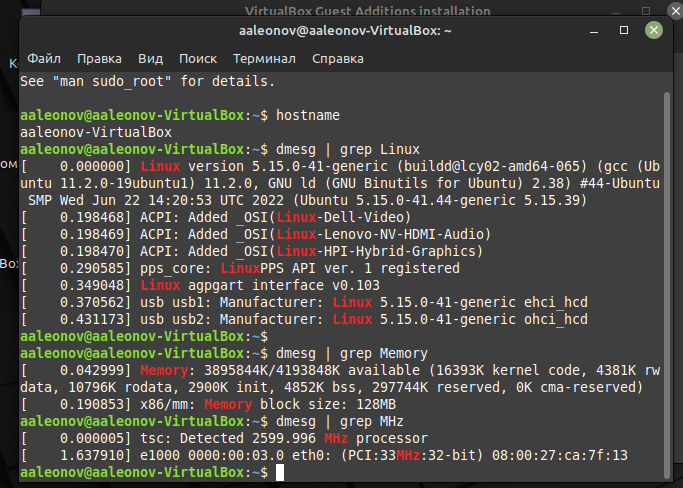 VirtualBox Guest Additions installation
aaleonov@aaleonov-VirtualBox: ~
Файл Правка Вид Поиск Терминал Справка
See "man sudo_root" for details.
aaleonov@aaleonov-VirtualBox:~$ hostname
aaleonov-VirtualBox
aaleonov@aaleonov-VirtualBox:~$ dmesg | grep Linux
[    0.000000] Linux version 5.15.0-41-generic (buildd@lcy02-amd64-065) (gcc (Ub
untu 11.2.0-19ubuntu1) 11.2.0, GNU ld (GNU Binutils for Ubuntu) 2.38) #44-Ubuntu
 SMP Wed Jun 22 14:20:53 UTC 2022 (Ubuntu 5.15.0-41.44-generic 5.15.39)
[    0.198468] ACPI: Added _OSI(Linux-Dell-Video)
[    0.198469] ACPI: Added _OSI(Linux-Lenovo-NV-HDMI-Audio)
[    0.198470] ACPI: Added _OSI(Linux-HPI-Hybrid-Graphics)
[    0.290585] pps_core: LinuxPPS API ver. 1 registered
[    0.349048] Linux agpgart interface v0.103
[    0.370562] usb usb1: Manufacturer: Linux 5.15.0-41-generic ehci_hcd
[    0.431173] usb usb2: Manufacturer: Linux 5.15.0-41-generic ohci_hcd
aaleonov@aaleonov-VirtualBox:~$
aaleonov@aaleonov-VirtualBox:~$ dmesg | grep Memory
[    0.042999] Memory: 3895844K/4193848K available (16393K kernel code, 4381K rw
data, 10796K rodata, 2900K init, 4852K bss, 297744K reserved, 0K cma-reserved)
[    0.190853] x86/mm: Memory block size: 128MB
aaleonov@aaleonov-VirtualBox:~$ dmesg | grep MHz
[    0.000005] tsc: Detected 2599.996 MHz processor
[    1.637910] e1000 0000:00:03.0 eth0: (PCI:33MHz:32-bit) 08:00:27:ca:7f:13
aaleonov@aaleonov-VirtualBox:~$